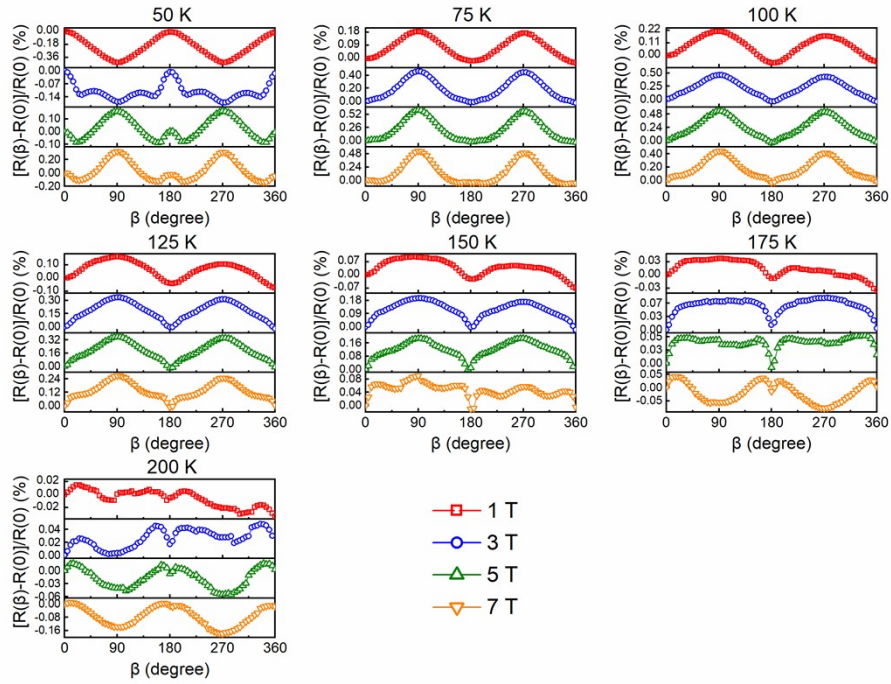 50 K
75 K
100 K
[R(β)-R(0)]/R(0) (%)
0.00
-0.18
-0.36
0.00
-0.07
-0.14
0.10
0.00
-0.10
0.20
0.00
-0.20
0 90 180 270 360
β (degree)
[R(β)-R(0)]/R(0) (%)
0.18
0.11
0.00
0.40
0.20
0.00
0.52
0.26
0.00
0.48
0.24
0.00
0 90 180 270 360
β (degree)
[R(β)-R(0)]/R(0) (%)
0.22
0.11
0.00
0.50
0.25
0.00
0.48
0.24
0.00
0.40
0.20
0.00
0 90 180 270 360
β (degree)
125 K
150 K
175 K
[R(β)-R(0)]/R(0) (%)
0.10
0.00
-0.10
0.30
0.15
0.00
0.32
0.16
0.00
0.24
0.12
0.00
0 90 180 270 360
β (degree)
[R(β)-R(0)]/R(0) (%)
0.07
0.00
-0.07
0.18
0.09
0.00
0.16
0.08
0.00
0.08
0.04
0.00
0 90 180 270 360
β (degree)
[R(β)-R(0)]/R(0) (%)
0.03
0.00
-0.03
0.07
0.03
0.00
0.05
0.03
0.00
0.05
0.00
-0.05
0 90 180 270 360
β (degree)
200 K
[R(β)-R(0)]/R(0) (%)
0.02
0.00
-0.02
0.04
0.02
0.00
0.00
-0.03
-0.06
0.00
-0.08
-0.16
0 90 180 270 360
β (degree)
1 T
3 T
5 T
7 T